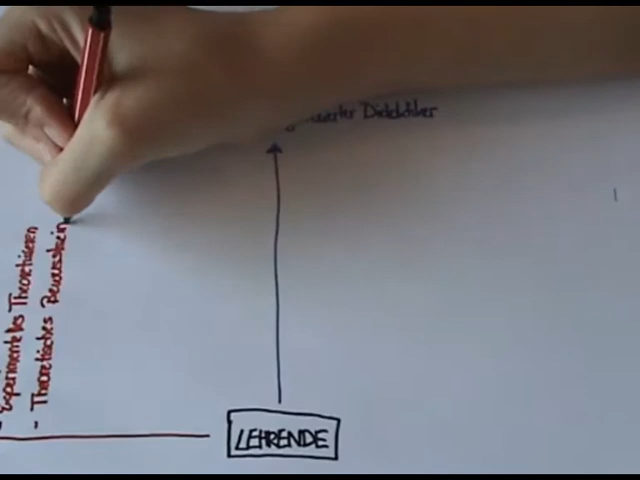 Didaktiker
- Experimentelles Theoretisieren
- Theoretisches Bewusstsein
LEHRENDE